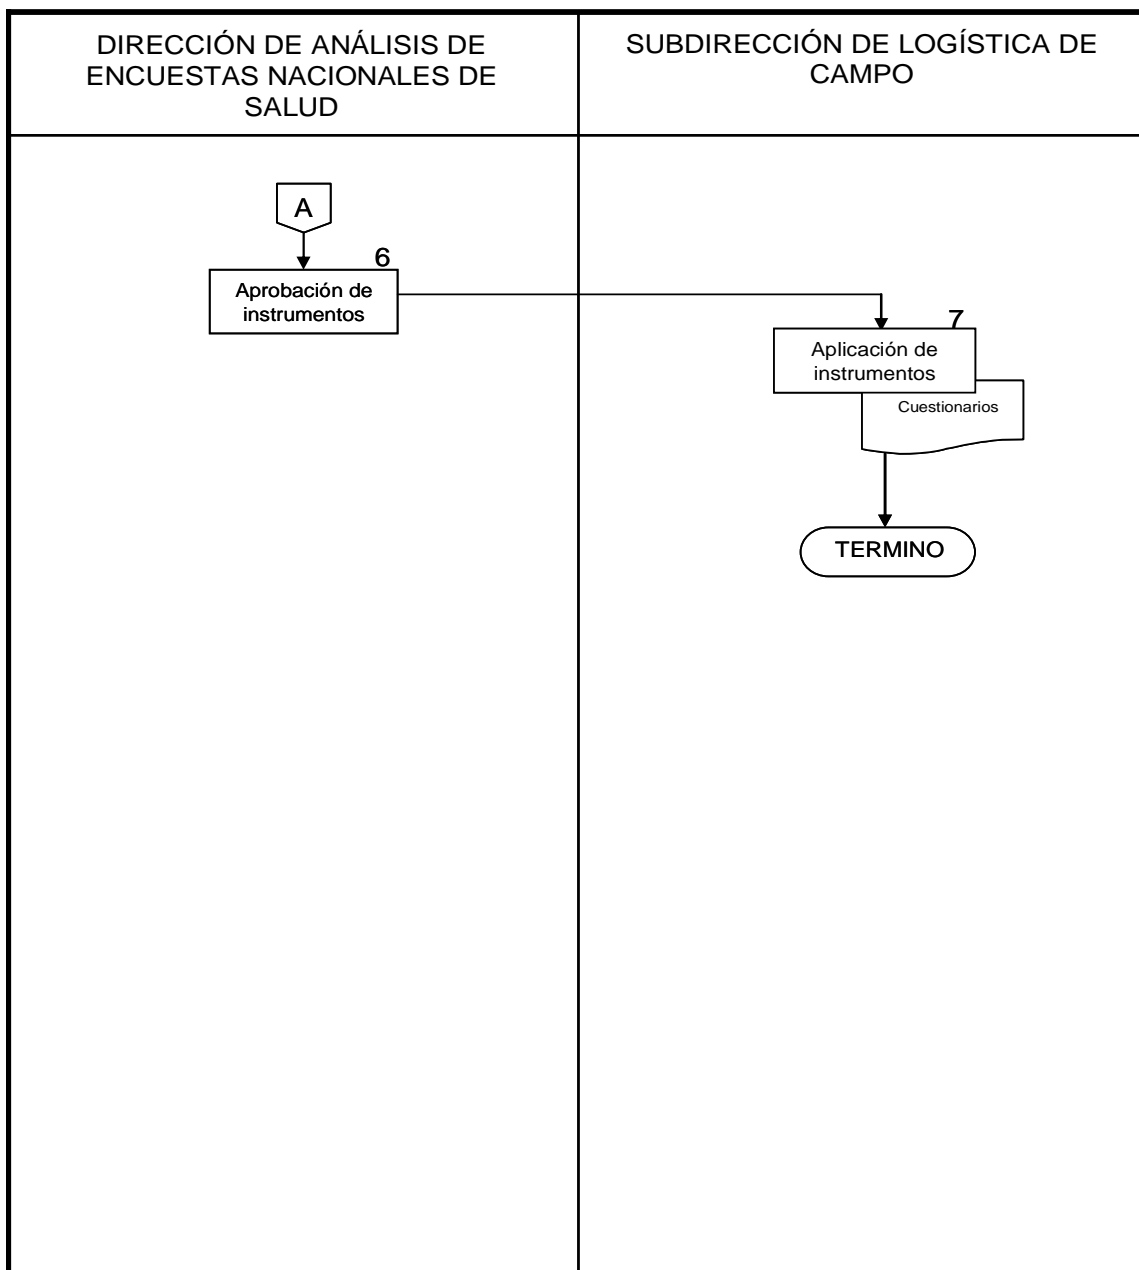 DIRECCIÓN DE ANÁLISIS DE
ENCUESTAS NACIONALES DE
SALUD
SUBDIRECCIÓN DE LOGÍSTICA DE
CAMPO
A
6
Aprobación de
instrumentos
7
Aplicación de
instrumentos
Cuestionarios
TERMINO